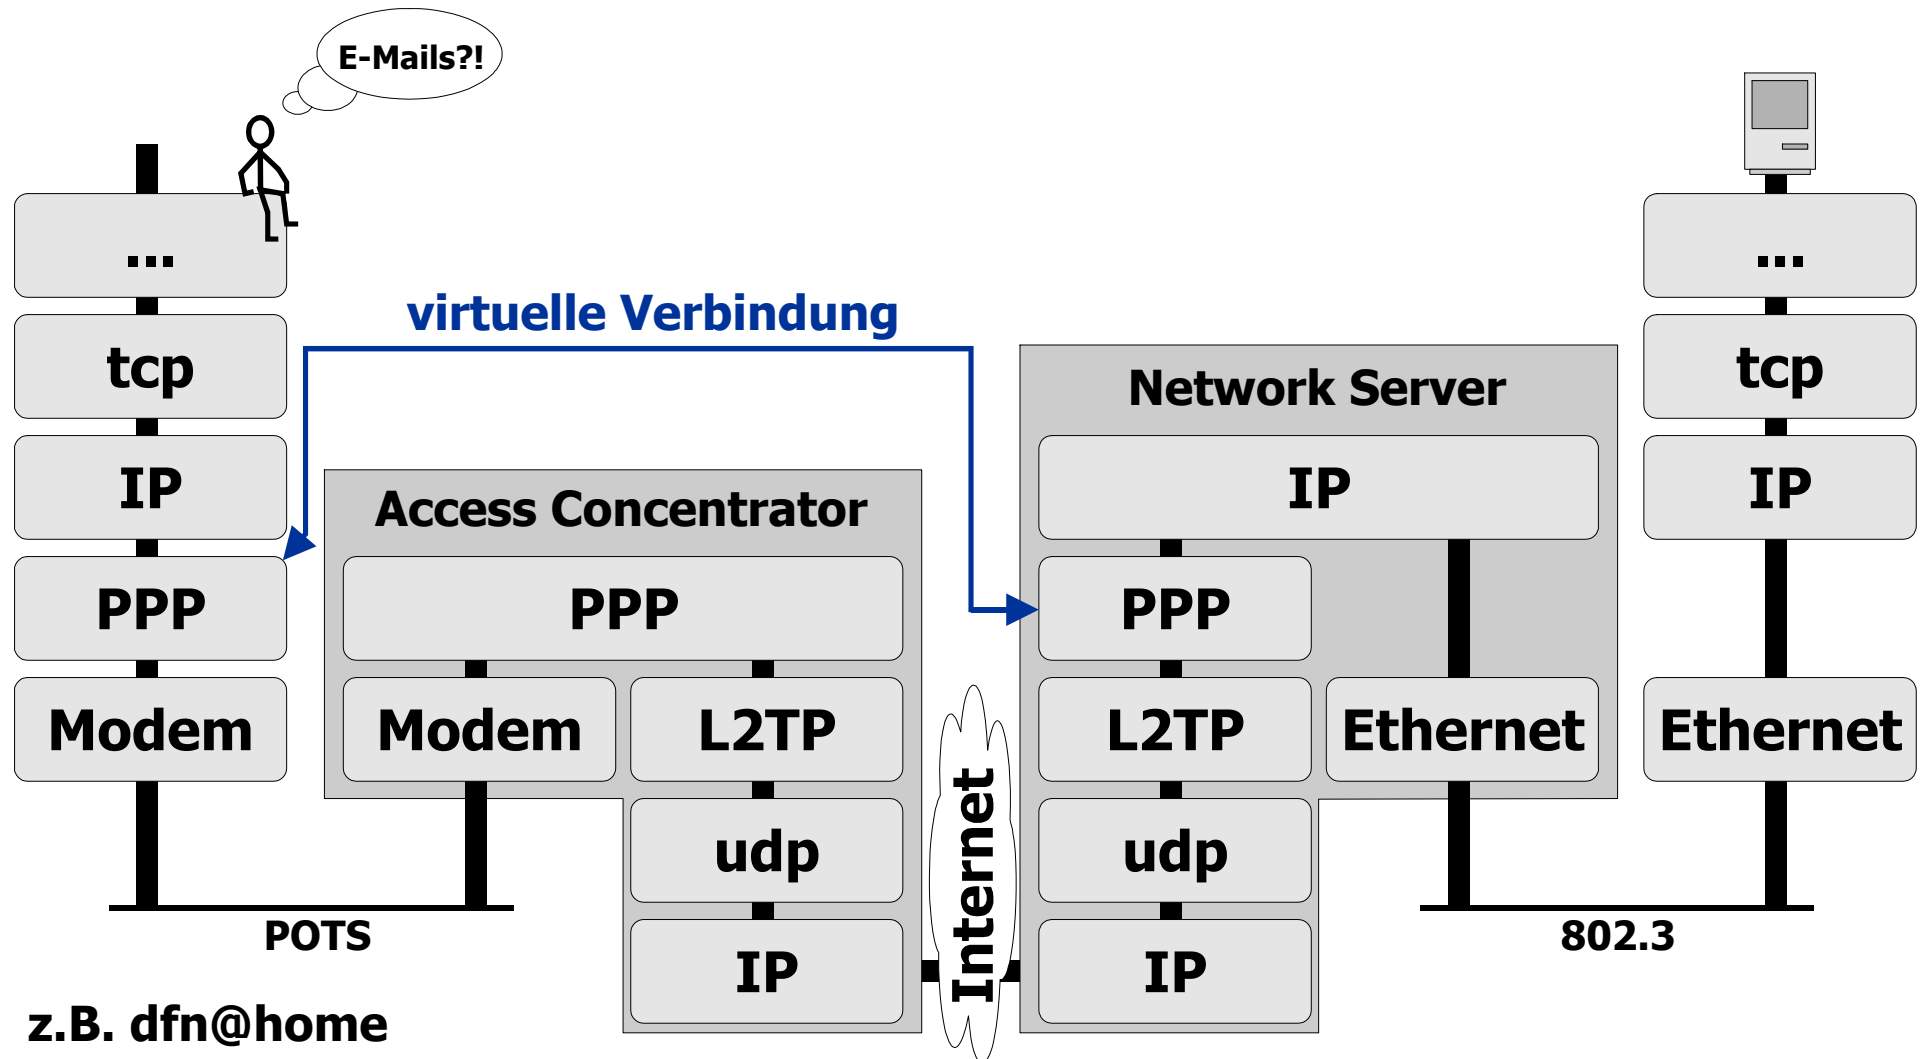 E-Mails?!
...
tcp
IP
PPP
Modem
POTS
virtuelle Verbindung
Access Concentrator
PPP
Modem
L2TP
udp
IP
Internet
Network Server
IP
PPP
L2TP
Ethernet
udp
IP
...
tcp
IP
Ethernet
802.3
z.B. dfn@home